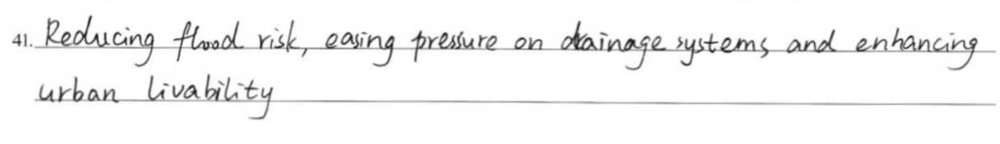 41. Reducing flood risk, easing pressure on drainage systems and enhancing
urban livability